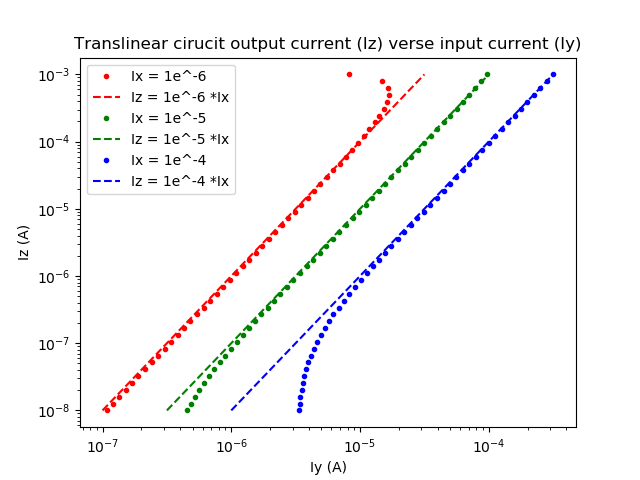 Translinear cirucit output current (Iz) verse input current (Iy)
Ix = 1e^-6
Iz = 1e^-6 *Ix
Ix = 1e^-5
Iz = 1e^-5 *Ix
Ix = 1e^-4
Iz = 1e^-4 *Ix
10⁻³
10⁻⁴
10⁻⁵
10⁻⁶
10⁻⁷
10⁻⁸
Iz (A)
10⁻⁷ 10⁻⁶ 10⁻⁵ 10⁻⁴
Iy (A)